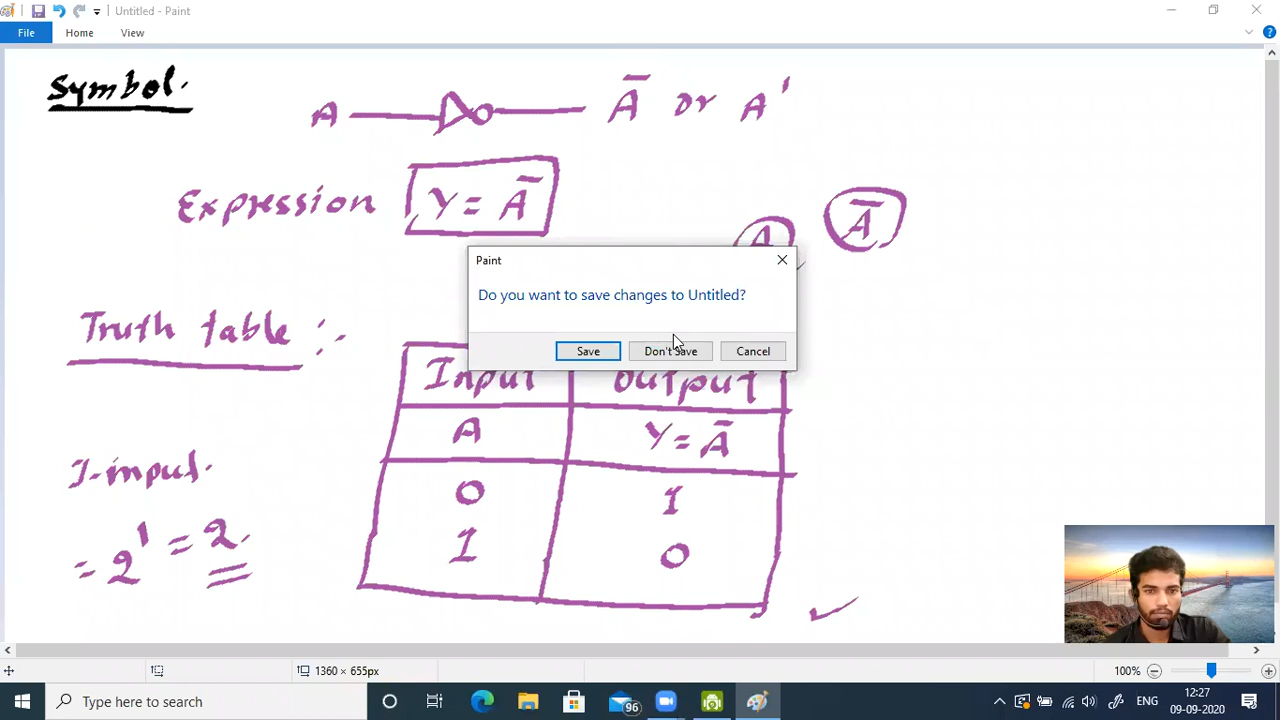 Untitled - Paint
File Home View
Symbol.
A Ā or A'
Expression Y = Ā
A Ā
Paint
Do you want to save changes to Untitled?
Save Don't Save Cancel
Truth table :-
Input Output
A Y = Ā
0 1
1 0
1-input.
= 2¹ = 2.
1360 × 655px
100%
Type here to search
96
ENG
12:27
09-09-2020